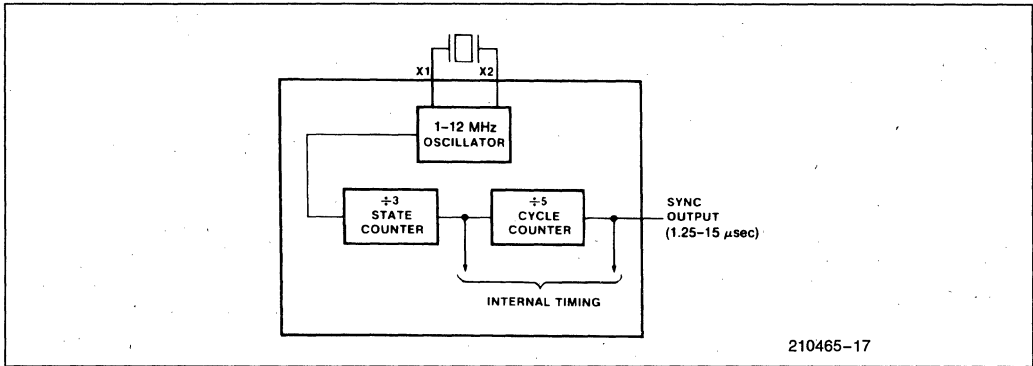 X1 X2
1–12 MHz
OSCILLATOR
÷3
STATE
COUNTER
÷5
CYCLE
COUNTER
SYNC
OUTPUT
(1.25–15 μsec)
INTERNAL TIMING
210465–17